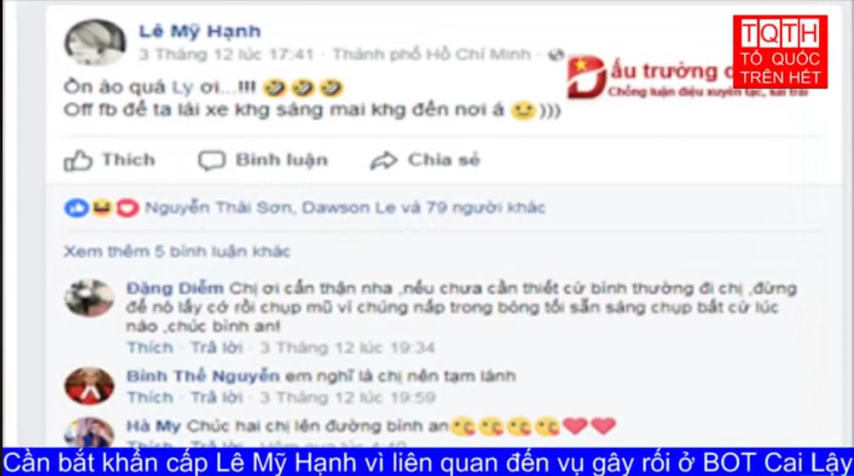 Lê Mỹ Hạnh
3 Tháng 12 lúc 17:41 · Thành phố Hồ Chí Minh ·
Ồn ào quá Ly ơi...!!! 🤣🤣🤣
Off fb để ta lái xe khg sáng mai khg đến nơi á 🙂)))
Thích Bình luận Chia sẻ
Nguyễn Thái Sơn, Dawson Le và 79 người khác
Xem thêm 5 bình luận khác
Đặng Diễm Chị ơi cẩn thận nha ,nếu chưa cần thiết cứ bình thường đi chị ,đừng
để nó lấy cớ rồi chụp mũ vì chúng nấp trong bóng tối sẵn sàng chụp bắt cứ lúc
nào ,chúc bình an!
Thích · Trả lời · 3 Tháng 12 lúc 19:34
Bình Thế Nguyễn em nghĩ là chị nên tạm lánh
Thích · Trả lời · 3 Tháng 12 lúc 19:59
Hà My Chúc hai chị lên đường bình an😋😋😋😋❤❤
Thích · Trả lời ·
Đấu trường
Chống luận điệu xuyên tạc, sai trái
TQTH
TỔ QUỐC
TRÊN HẾT
Cần bắt khẩn cấp Lê Mỹ Hạnh vì liên quan đến vụ gây rối ở BOT Cai Lậy